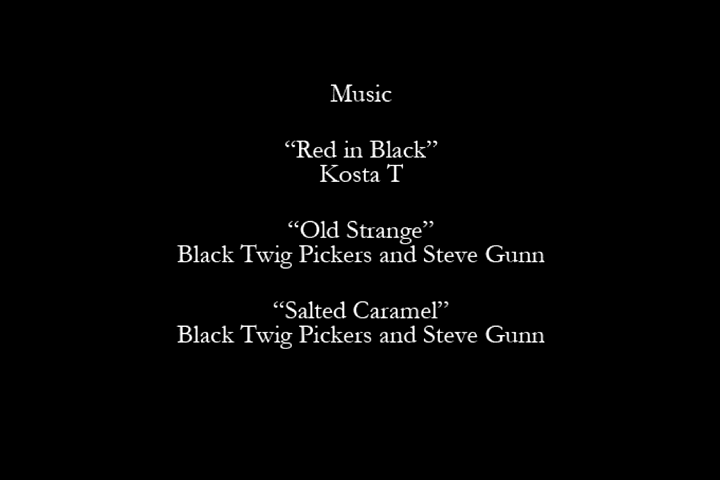 Music
“Red in Black”
Kosta T
“Old Strange”
Black Twig Pickers and Steve Gunn
“Salted Caramel”
Black Twig Pickers and Steve Gunn